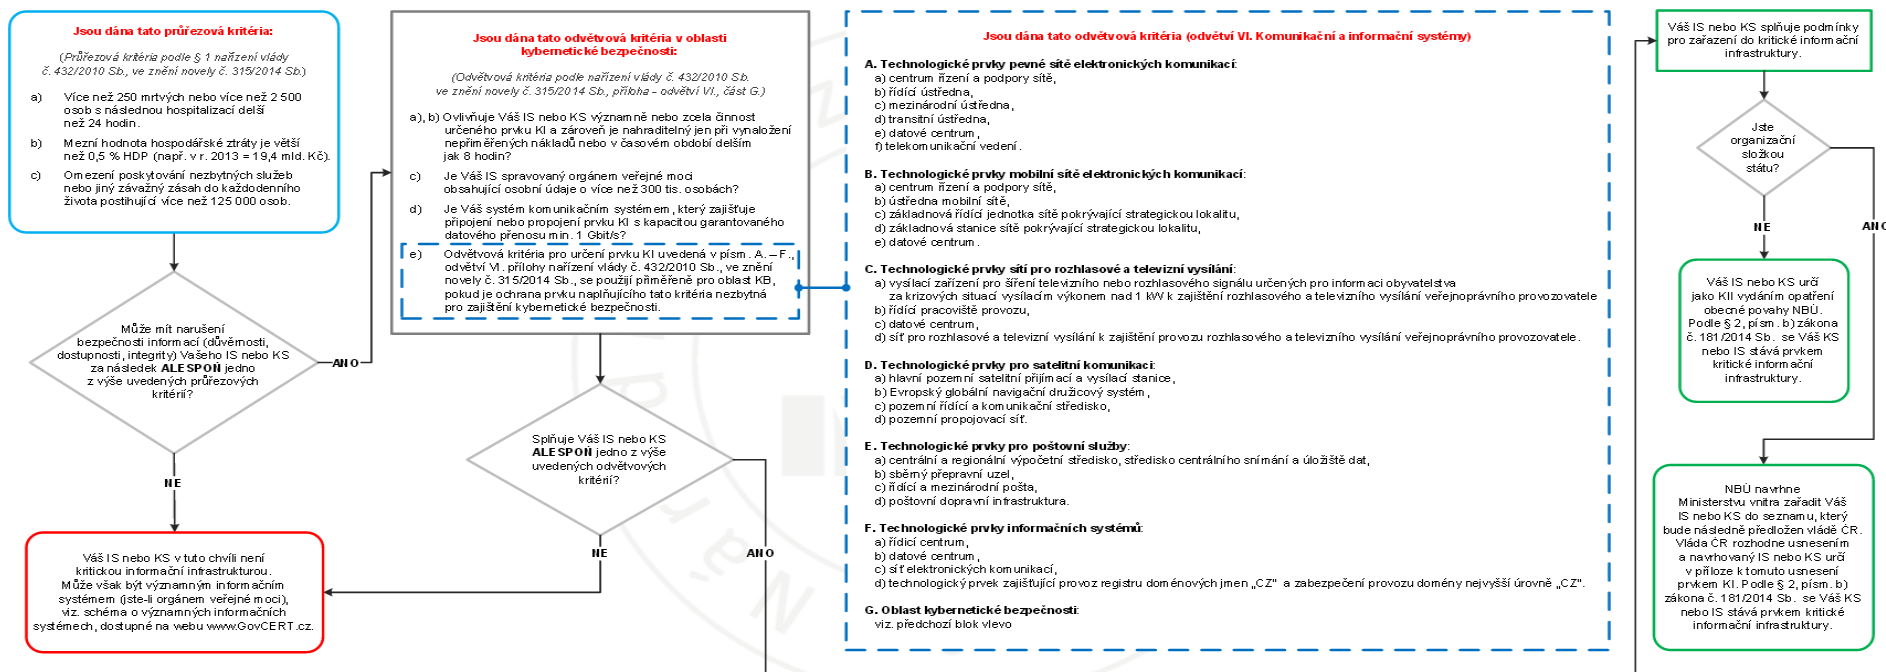 Jsou dána tato průřezová kritéria:
(Průřezová kritéria podle § 1 nařízení vlády
č. 432/2010 Sb., ve znění novely č. 315/2014 Sb.)
a) Více než 250 mrtvých nebo více než 2 500
osob s následnou hospitalizací delší
než 24 hodin.
b) Mezní hodnota hospodářské ztráty je větší
než 0,5 % HDP (např. v r. 2013 = 19,4 mld. Kč).
c) Omezení poskytování nezbytných služeb
nebo jiný závažný zásah do každodenního
života postihující více než 125 000 osob.
Může mít narušení
bezpečnosti informací (důvěrnosti,
dostupnosti, integrity) Vašeho IS nebo KS
za následek ALESPOŇ jedno
z výše uvedených průřezových
kritérií?
ANO
NE
Váš IS nebo KS v tuto chvíli není
kritickou informační infrastrukturou.
Může však být významným informačním
systémem (jste-li orgánem veřejné moci),
viz. schéma o významných informačních
systémech, dostupné na webu www.GovCERT.cz.
Jsou dána tato odvětvová kritéria v oblasti
kybernetické bezpečnosti:
(Odvětvová kritéria podle nařízení vlády č. 432/2010 Sb.
ve znění novely č. 315/2014 Sb., příloha - odvětví VI., část G.)
a), b) Ovlivňuje Váš IS nebo KS významně nebo zcela činnost
určeného prvku KI a zároveň je nahraditelný jen při vynaložení
nepřiměřených nákladů nebo v časovém období delším
jak 8 hodin?
c) Je Váš IS spravovaný orgánem veřejné moci
obsahující osobní údaje o více než 300 tis. osobách?
d) Je Váš systém komunikačním systémem, který zajišťuje
připojení nebo propojení prvku KI s kapacitou garantovaného
datového přenosu min. 1 Gbit/s?
e) Odvětvová kritéria pro určení prvku KI uvedená v písm. A. – F.,
odvětví VI. přílohy nařízení vlády č. 432/2010 Sb., ve znění
novely č. 315/2014 Sb., se použijí přiměřeně pro oblast KB,
pokud je ochrana prvku naplňujícího tato kritéria nezbytná
pro zajištění kybernetické bezpečnosti.
Splňuje Váš IS nebo KS
ALESPOŇ jedno z výše
uvedených odvětvových
kritérií?
NE
ANO
Jsou dána tato odvětvová kritéria (odvětví VI. Komunikační a informační systémy)
A. Technologické prvky pevné sítě elektronických komunikací:
a) centrum řízení a podpory sítě,
b) řídící ústředna,
c) mezinárodní ústředna,
d) transitní ústředna,
e) datové centrum,
f) telekomunikační vedení.
B. Technologické prvky mobilní sítě elektronických komunikací:
a) centrum řízení a podpory sítě,
b) ústředna mobilní sítě,
c) základnová řídící jednotka sítě pokrývající strategickou lokalitu,
d) základnová stanice sítě pokrývající strategickou lokalitu,
e) datové centrum.
C. Technologické prvky sítí pro rozhlasové a televizní vysílání:
a) vysílací zařízení pro šíření televizního nebo rozhlasového signálu určených pro informaci obyvatelstva
za krizových situací vysílacím výkonem nad 1 kW k zajištění rozhlasového a televizního vysílání veřejnoprávního provozovatele
b) řídící pracoviště provozu,
c) datové centrum,
d) síť pro rozhlasové a televizní vysílání k zajištění provozu rozhlasového a televizního vysílání veřejnoprávního provozovatele.
D. Technologické prvky pro satelitní komunikaci:
a) hlavní pozemní satelitní přijímací a vysílací stanice,
b) Evropský globální navigační družicový systém,
c) pozemní řídící a komunikační středisko,
d) pozemní propojovací síť.
E. Technologické prvky pro poštovní služby:
a) centrální a regionální výpočetní středisko, středisko centrálního snímání a úložiště dat,
b) sběrný přepravní uzel,
c) řídící a mezinárodní pošta,
d) poštovní dopravní infrastruktura.
F. Technologické prvky informačních systémů:
a) řídicí centrum,
b) datové centrum,
c) síť elektronických komunikací,
d) technologický prvek zajišťující provoz registru doménových jmen „CZ“ a zabezpečení provozu domény nejvyšší úrovně „CZ“.
G. Oblast kybernetické bezpečnosti:
viz. předchozí blok vlevo
Váš IS nebo KS splňuje podmínky
pro zařazení do kritické informační
infrastruktury.
Jste
organizační
složkou
státu?
NE
ANO
Váš IS nebo KS se určí
jako KII vydáním opatření
obecné povahy NBÚ.
Podle § 2, písm. b) zákona
č. 181/2014 Sb. se Váš KS
nebo IS stává prvkem
kritické informační
infrastruktury.
NBÚ navrhne
Ministerstvu vnitra zařadit Váš
IS nebo KS do seznamu, který
bude následně předložen vládě ČR.
Vláda ČR rozhodne usnesením
a navrhovaný IS nebo KS určí
v příloze k tomuto usnesení
prvkem KI. Podle § 2, písm. b)
zákona č. 181/2014 Sb. se Váš KS
nebo IS stává prvkem kritické
informační infrastruktury.